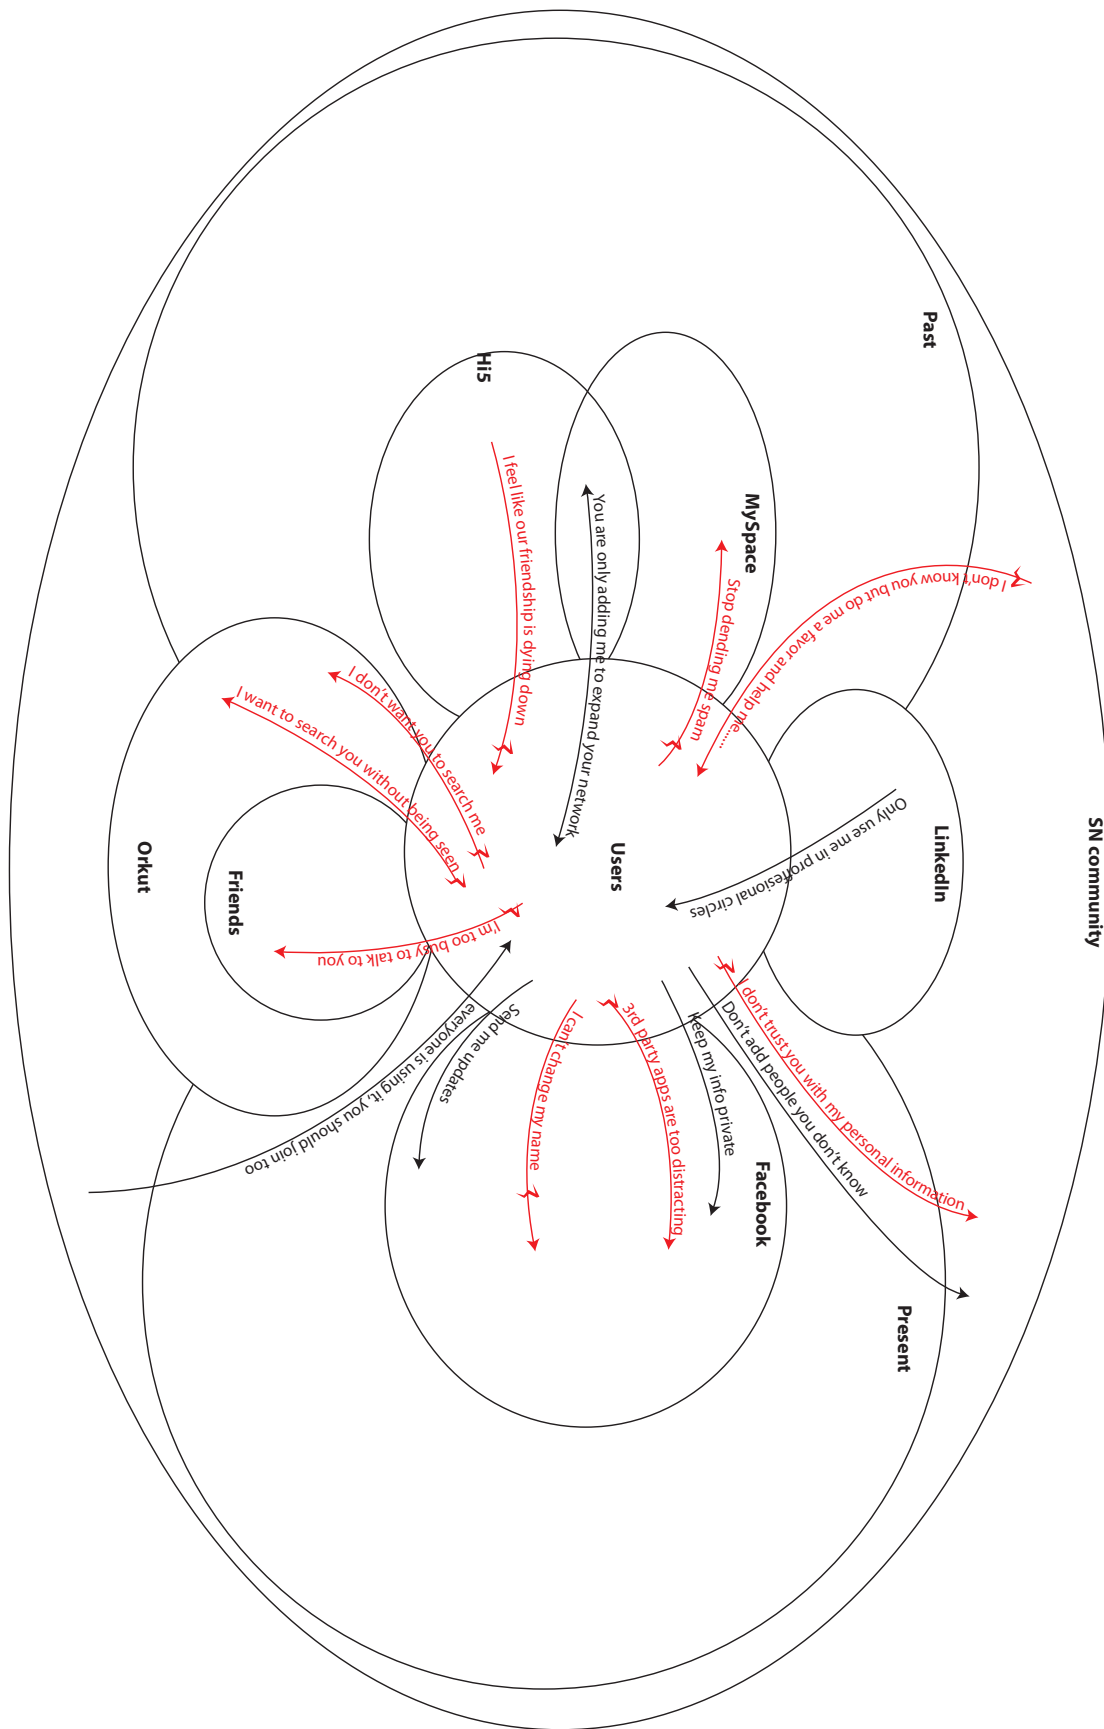 SN community
Past
Present
LinkedIn
MySpace
Hi5
Users
Facebook
Orkut
Friends
I don't know you but do me a favor and help me......
Stop dending me spam
You are only adding me to expand your network
I feel like our friendship is dying down
I don't want you to search me
I want to search you without being seen
I'm too busy to talk to you
Only use me in proffesional circles
I don't trust you with my personal information
Don't add people you don't know
Keep my info private
3rd party apps are too distracting
I can't change my name
Send me updates
everyone is using it, you should join too